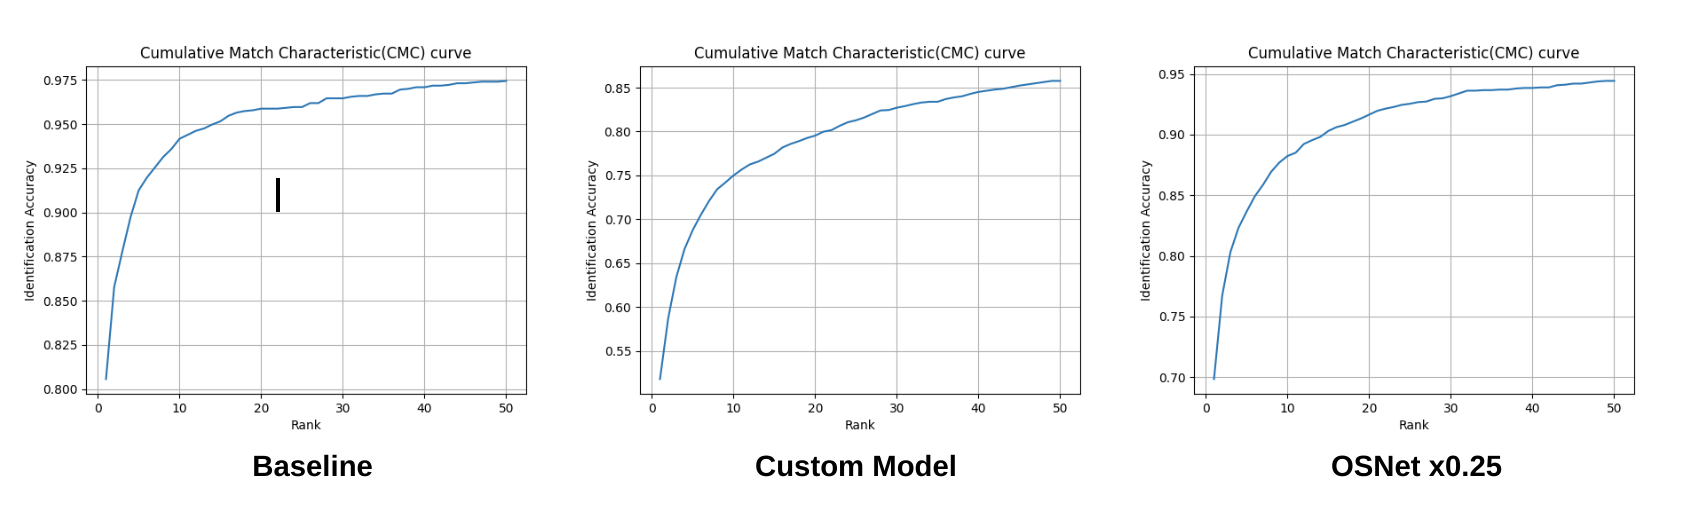 Cumulative Match Characteristic(CMC) curve
Identification Accuracy
0.975
0.950
0.925
0.900
0.875
0.850
0.825
0.800
0 10 20 30 40 50
Rank
Baseline
Cumulative Match Characteristic(CMC) curve
Identification Accuracy
0.85
0.80
0.75
0.70
0.65
0.60
0.55
0 10 20 30 40 50
Rank
Custom Model
Cumulative Match Characteristic(CMC) curve
Identification Accuracy
0.95
0.90
0.85
0.80
0.75
0.70
0 10 20 30 40 50
Rank
OSNet x0.25